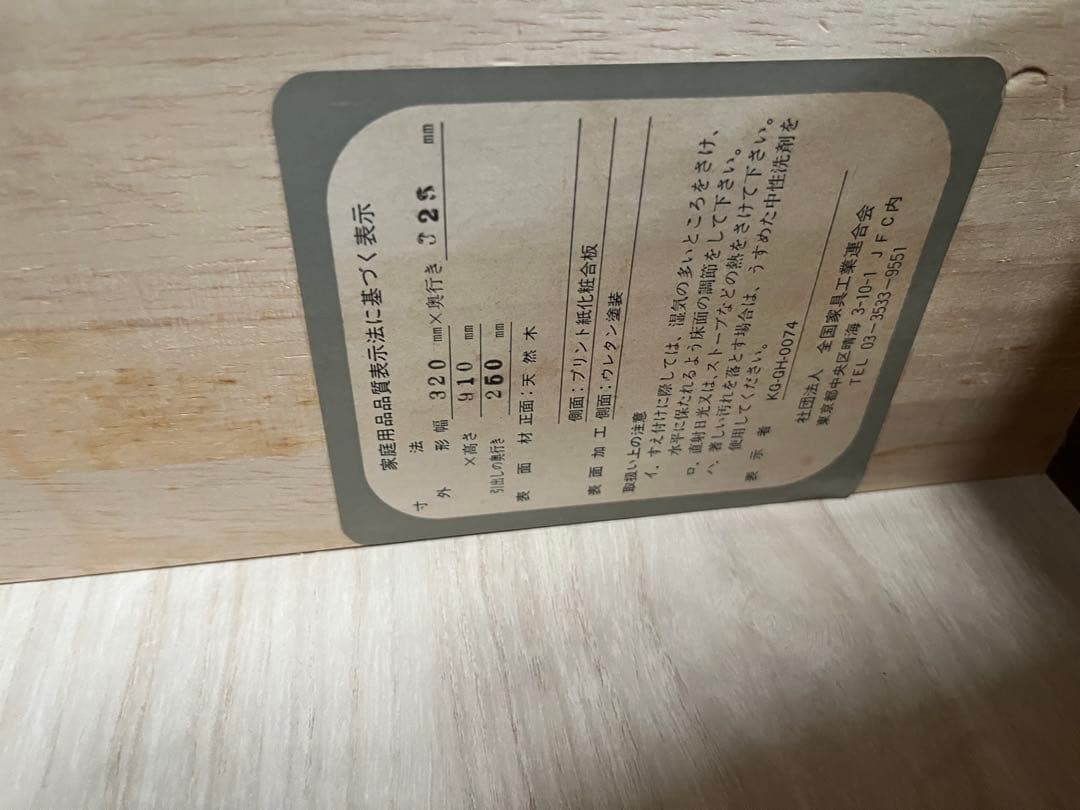 家庭用品品質表示法に基づく表示
寸法
外形幅 320 mm×奥行き 325 mm
×高さ 910 mm
引出しの奥行き 260 mm
表面材 正面：天然木
側面：プリント紙化粧合板
表面加工 側面：ウレタン塗装
取扱い上の注意
イ．すえ付けに際しては、湿気の多いところをさけ、
水平に保たれるよう床面の調節をして下さい。
ロ．直射日光又は、ストーブなどの熱をさけて下さい。
ハ．著しい汚れを落とす場合は、うすめた中性洗剤を
使用してください。
表示者 KG-GH-0074
社団法人 全国家具工業連合会
東京都中央区晴海 3-10-1 JFC内
TEL 03-3533-9551